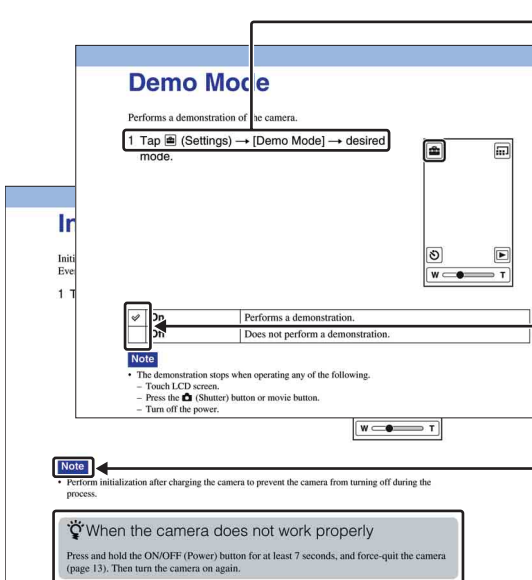 Demo Mode
Performs a demonstration of the camera.
1 Tap (Settings) → [Demo Mode] → desired
mode.
W T
On Performs a demonstration.
Off Does not perform a demonstration.
Note
• The demonstration stops when operating any of the following.
– Touch LCD screen.
– Press the (Shutter) button or movie button.
– Turn off the power.
In
Initi
Eve
1 T
W T
Note
• Perform initialization after charging the camera to prevent the camera from turning off during the
process.
When the camera does not work properly
Press and hold the ON/OFF (Power) button for at least 7 seconds, and force-quit the camera
(page 13). Then turn the camera on again.